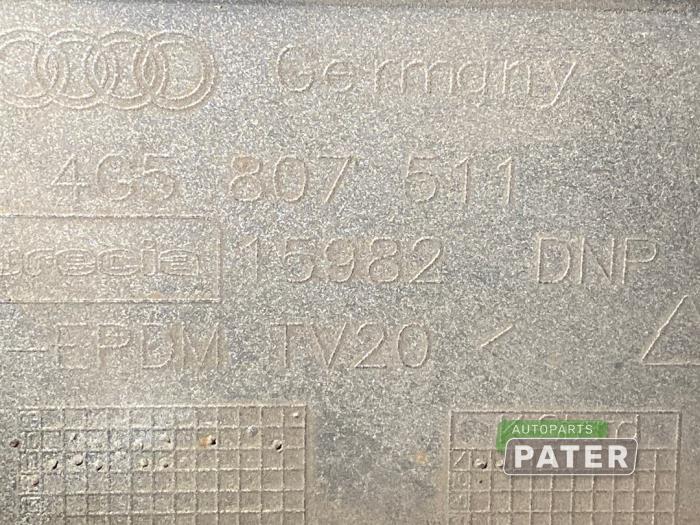 Germany
4G5 807 511
15982 DNP
-EPDM TV20 <
AUTOPARTS
PATER